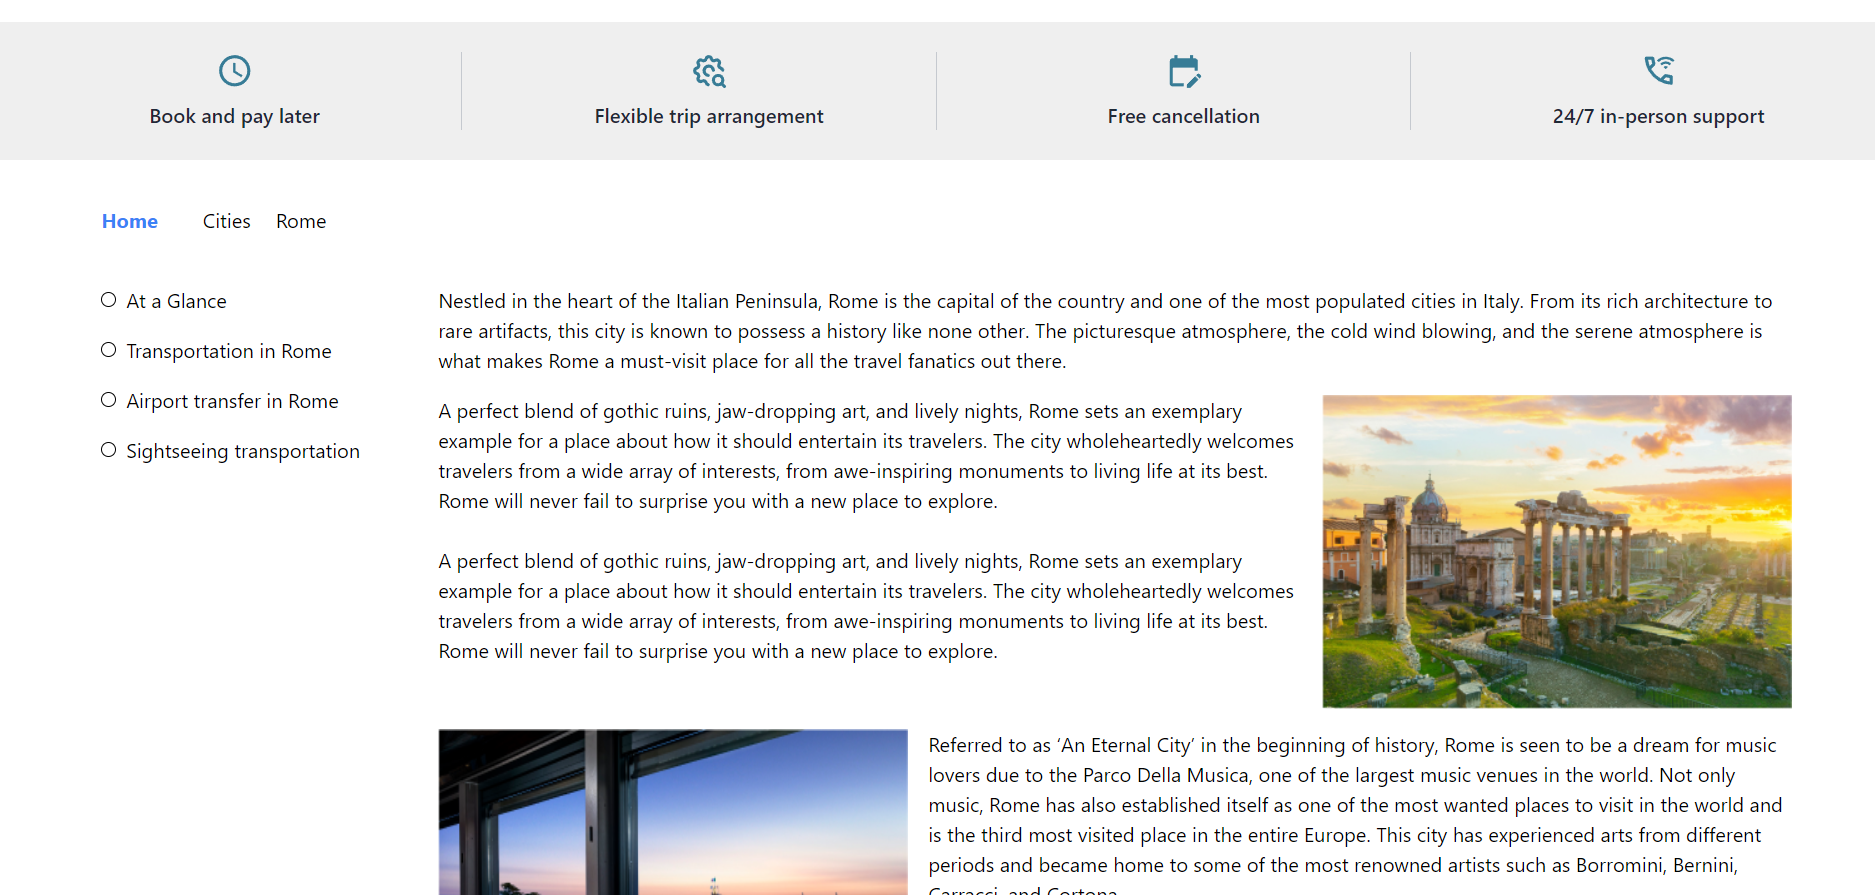 Book and pay later
Flexible trip arrangement
Free cancellation
24/7 in-person support
Home
Cities
Rome
At a Glance
Transportation in Rome
Airport transfer in Rome
Sightseeing transportation
Nestled in the heart of the Italian Peninsula, Rome is the capital of the country and one of the most populated cities in Italy. From its rich architecture to
rare artifacts, this city is known to possess a history like none other. The picturesque atmosphere, the cold wind blowing, and the serene atmosphere is
what makes Rome a must-visit place for all the travel fanatics out there.
A perfect blend of gothic ruins, jaw-dropping art, and lively nights, Rome sets an exemplary
example for a place about how it should entertain its travelers. The city wholeheartedly welcomes
travelers from a wide array of interests, from awe-inspiring monuments to living life at its best.
Rome will never fail to surprise you with a new place to explore.
A perfect blend of gothic ruins, jaw-dropping art, and lively nights, Rome sets an exemplary
example for a place about how it should entertain its travelers. The city wholeheartedly welcomes
travelers from a wide array of interests, from awe-inspiring monuments to living life at its best.
Rome will never fail to surprise you with a new place to explore.
Referred to as ‘An Eternal City’ in the beginning of history, Rome is seen to be a dream for music
lovers due to the Parco Della Musica, one of the largest music venues in the world. Not only
music, Rome has also established itself as one of the most wanted places to visit in the world and
is the third most visited place in the entire Europe. This city has experienced arts from different
periods and became home to some of the most renowned artists such as Borromini, Bernini,
Carracci, and Cortona.